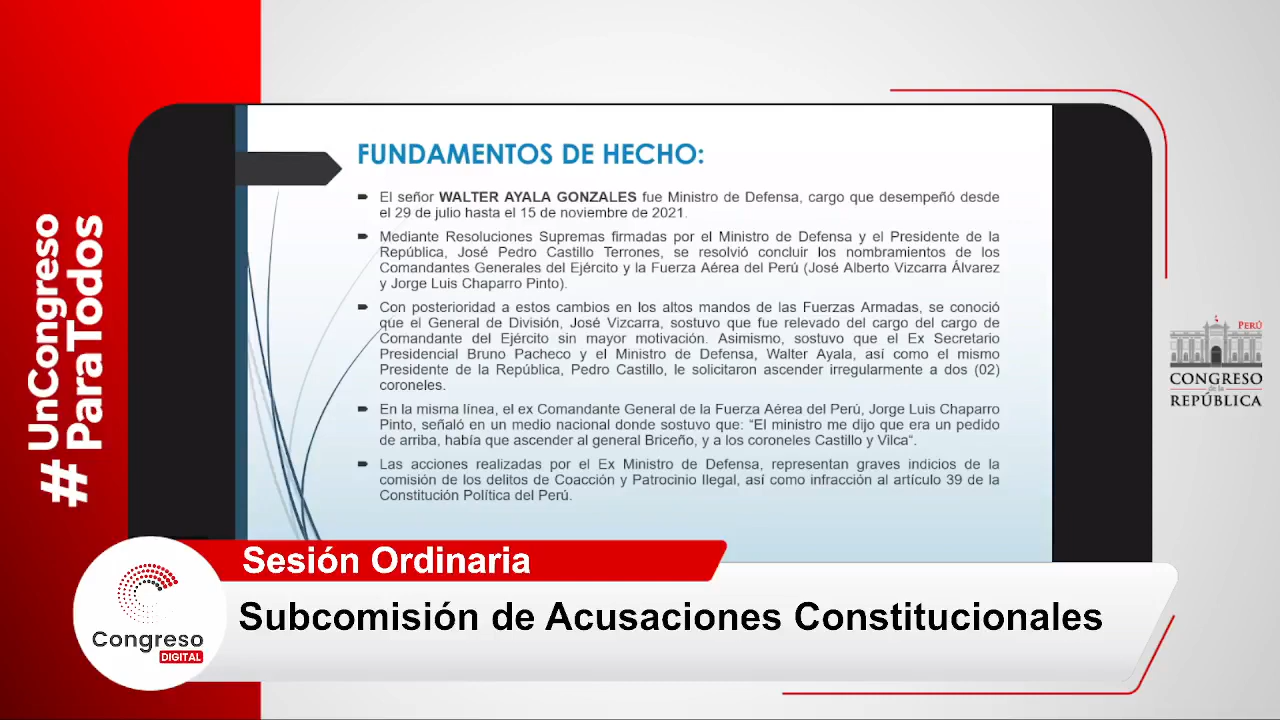 #UnCongreso
ParaTodos
FUNDAMENTOS DE HECHO:
El señor WALTER AYALA GONZALES fue Ministro de Defensa, cargo que desempeñó desde
el 29 de julio hasta el 15 de noviembre de 2021.
Mediante Resoluciones Supremas firmadas por el Ministro de Defensa y el Presidente de la
República, José Pedro Castillo Terrones, se resolvió concluir los nombramientos de los
Comandantes Generales del Ejército y la Fuerza Aérea del Perú (José Alberto Vizcarra Álvarez
y Jorge Luis Chaparro Pinto).
Con posterioridad a estos cambios en los altos mandos de las Fuerzas Armadas, se conoció
que el General de División, José Vizcarra, sostuvo que fue relevado del cargo del cargo de
Comandante del Ejército sin mayor motivación. Asimismo, sostuvo que el Ex Secretario
Presidencial Bruno Pacheco y el Ministro de Defensa, Walter Ayala, así como el mismo
Presidente de la República, Pedro Castillo, le solicitaron ascender irregularmente a dos (02)
coroneles.
En la misma línea, el ex Comandante General de la Fuerza Aérea del Perú, Jorge Luis Chaparro
Pinto, señaló en un medio nacional donde sostuvo que: “El ministro me dijo que era un pedido
de arriba, había que ascender al general Briceño, y a los coroneles Castillo y Vilca“.
Las acciones realizadas por el Ex Ministro de Defensa, representan graves indicios de la
comisión de los delitos de Coacción y Patrocinio Ilegal, así como infracción al artículo 39 de la
Constitución Política del Perú.
PERÚ
CONGRESO
de la
REPÚBLICA
Sesión Ordinaria
Subcomisión de Acusaciones Constitucionales
Congreso
DIGITAL